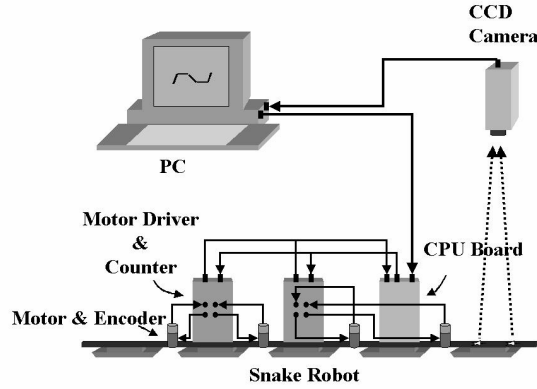 CCD
Camera
PC
Motor Driver
&
Counter
CPU Board
Motor & Encoder
Snake Robot